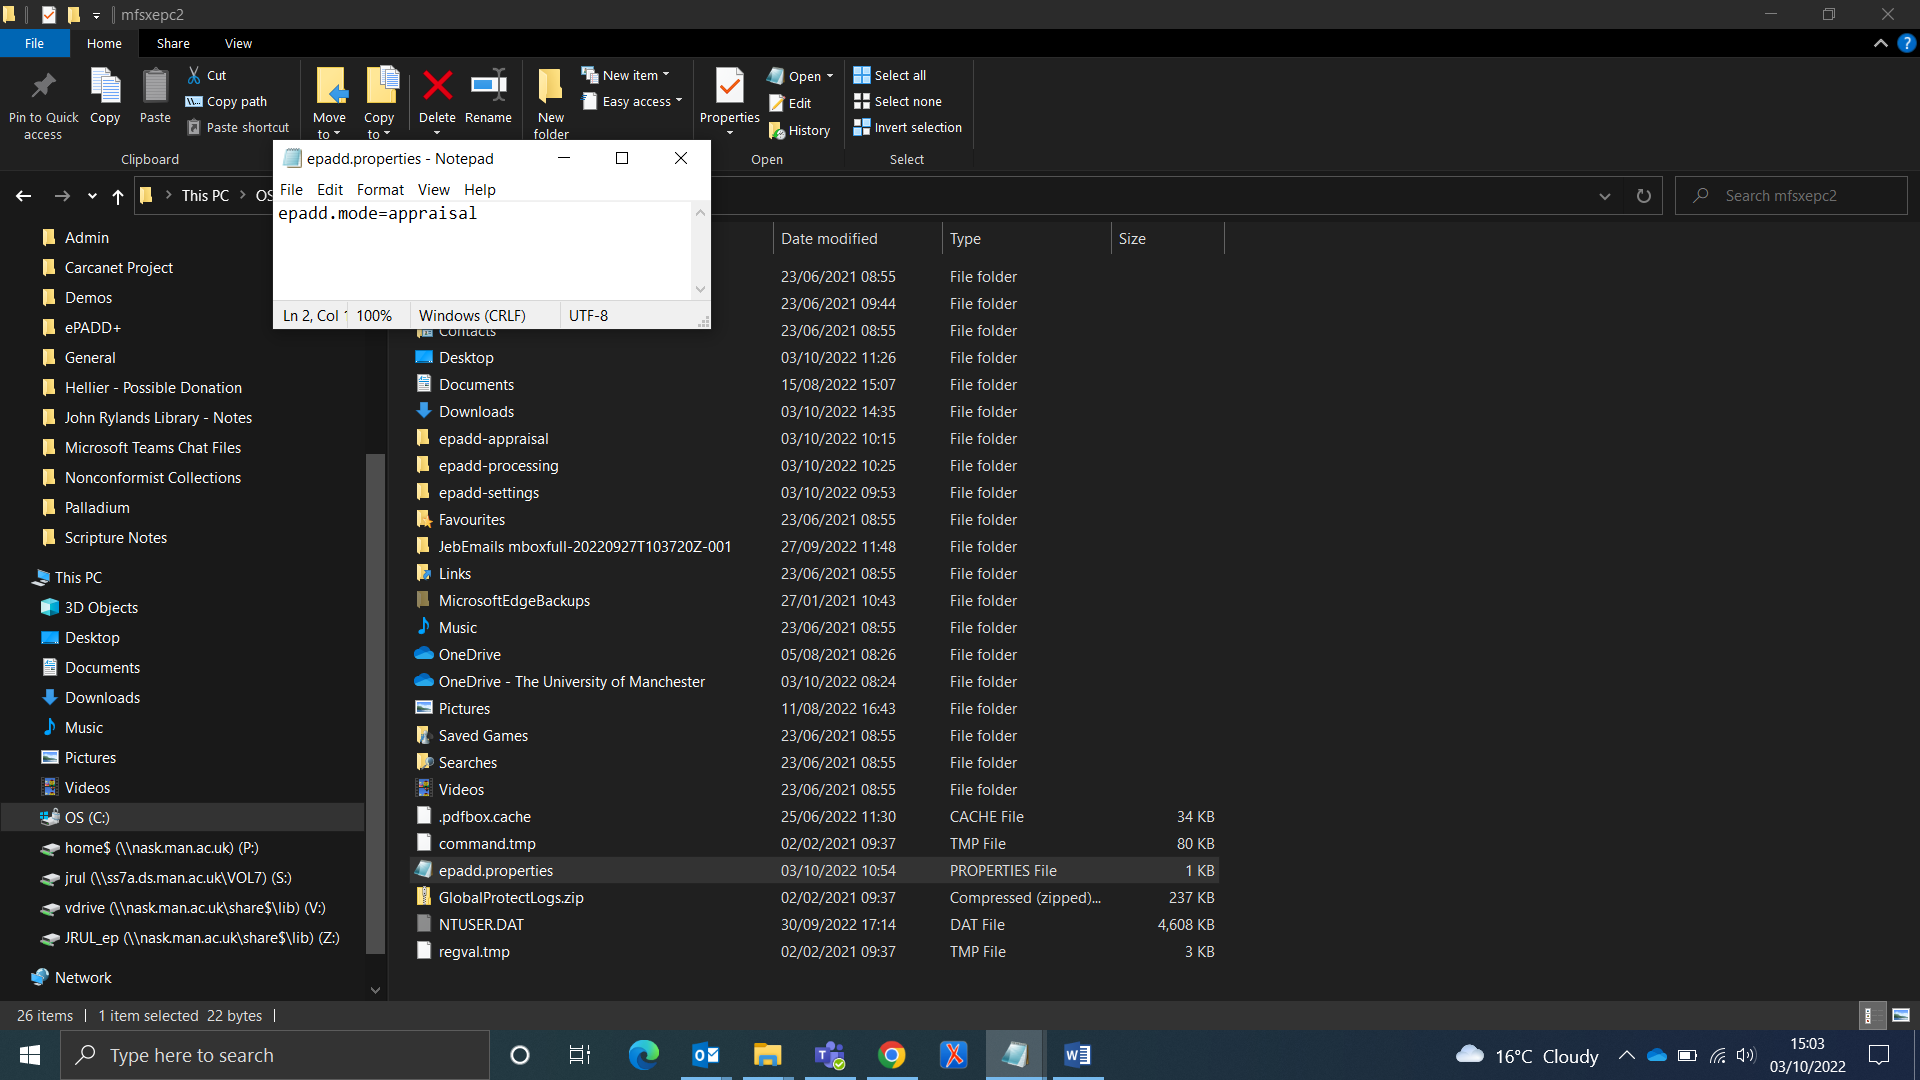 mfsxepc2
File Home Share View
Pin to Quick access
Copy
Paste
Cut
Copy path
Paste shortcut
Clipboard
Move to
Copy to
Delete
Rename
New folder
New item
Easy access
Properties
Open
Edit
History
Open
Select all
Select none
Invert selection
Select
epadd.properties - Notepad
File Edit Format View Help
epadd.mode=appraisal
Ln 2, Col 1 100% Windows (CRLF) UTF-8
This PC OS
Search mfsxepc2
Admin
Carcanet Project
Demos
ePADD+
General
Hellier - Possible Donation
John Rylands Library - Notes
Microsoft Teams Chat Files
Nonconformist Collections
Palladium
Scripture Notes
This PC
3D Objects
Desktop
Documents
Downloads
Music
Pictures
Videos
OS (C:)
home$ (\\nask.man.ac.uk) (P:)
jrul (\\ss7a.ds.man.ac.uk\VOL7) (S:)
vdrive (\\nask.man.ac.uk\share$\lib) (V:)
JRUL_ep (\\nask.man.ac.uk\share$\lib) (Z:)
Network
Date modified Type Size
23/06/2021 08:55 File folder
23/06/2021 09:44 File folder
Contacts 23/06/2021 08:55 File folder
Desktop 03/10/2022 11:26 File folder
Documents 15/08/2022 15:07 File folder
Downloads 03/10/2022 14:35 File folder
epadd-appraisal 03/10/2022 10:15 File folder
epadd-processing 03/10/2022 10:25 File folder
epadd-settings 03/10/2022 09:53 File folder
Favourites 23/06/2021 08:55 File folder
JebEmails mboxfull-20220927T103720Z-001 27/09/2022 11:48 File folder
Links 23/06/2021 08:55 File folder
MicrosoftEdgeBackups 27/01/2021 10:43 File folder
Music 23/06/2021 08:55 File folder
OneDrive 05/08/2021 08:26 File folder
OneDrive - The University of Manchester 03/10/2022 08:24 File folder
Pictures 11/08/2022 16:43 File folder
Saved Games 23/06/2021 08:55 File folder
Searches 23/06/2021 08:55 File folder
Videos 23/06/2021 08:55 File folder
.pdfbox.cache 25/06/2022 11:30 CACHE File 34 KB
command.tmp 02/02/2021 09:37 TMP File 80 KB
epadd.properties 03/10/2022 10:54 PROPERTIES File 1 KB
GlobalProtectLogs.zip 02/02/2021 09:37 Compressed (zipped)... 237 KB
NTUSER.DAT 30/09/2022 17:14 DAT File 4,608 KB
regval.tmp 02/02/2021 09:37 TMP File 3 KB
26 items 1 item selected 22 bytes
Type here to search
16°C Cloudy
15:03
03/10/2022